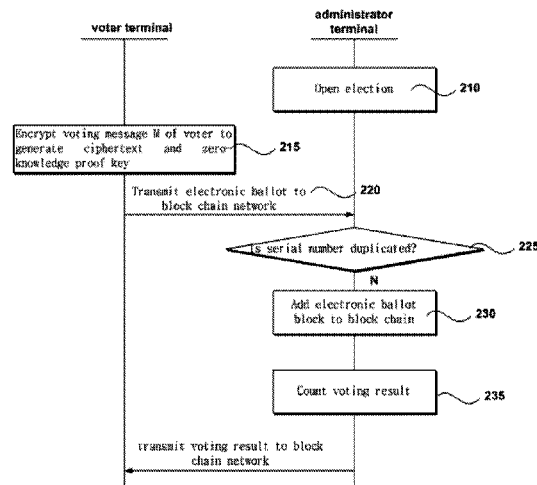 voter terminal
administrator
terminal
Open election
210
Encrypt voting message M of voter to
generate ciphertext and zero-
knowledge proof key
215
Transmit electronic ballot to
block chain network
220
Is serial number duplicated?
225
N
Add electronic ballot
block to block chain
230
Count voting result
235
transmit voting result to block
chain network